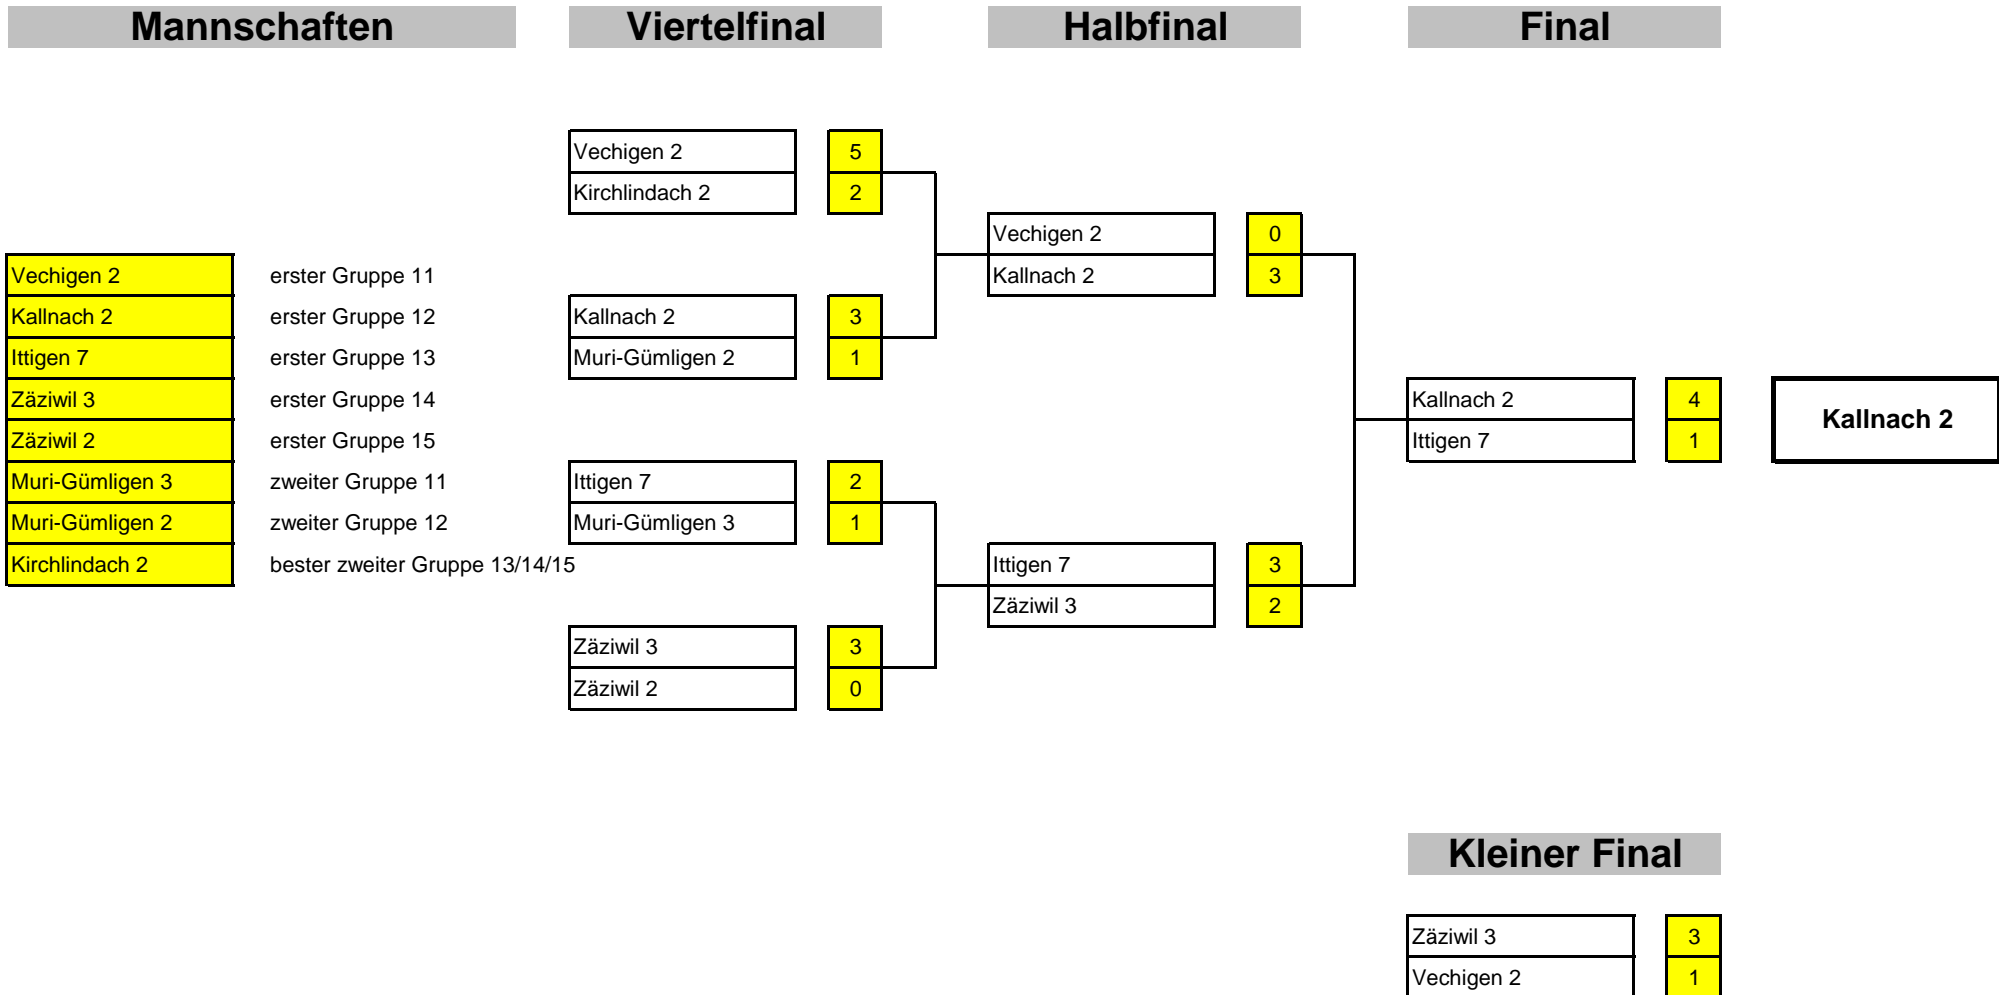 Mannschaften Viertelfinal Halbfinal Final
Vechigen 2 5
Kirchlindach 2 2
Vechigen 2 0
Vechigen 2 erster Gruppe 11 Kallnach 2 3
Kallnach 2 erster Gruppe 12 Kallnach 2 3
Ittigen 7 erster Gruppe 13 Muri-Gümligen 2 1
Zäziwil 3 erster Gruppe 14 Kallnach 2 4
Kallnach 2
Zäziwil 2 erster Gruppe 15 Ittigen 7 1
Muri-Gümligen 3 zweiter Gruppe 11 Ittigen 7 2
Muri-Gümligen 2 zweiter Gruppe 12 Muri-Gümligen 3 1
Kirchlindach 2 bester zweiter Gruppe 13/14/15 Ittigen 7 3
Zäziwil 3 2
Zäziwil 3 3
Zäziwil 2 0
Kleiner Final
Zäziwil 3 3
Vechigen 2 1